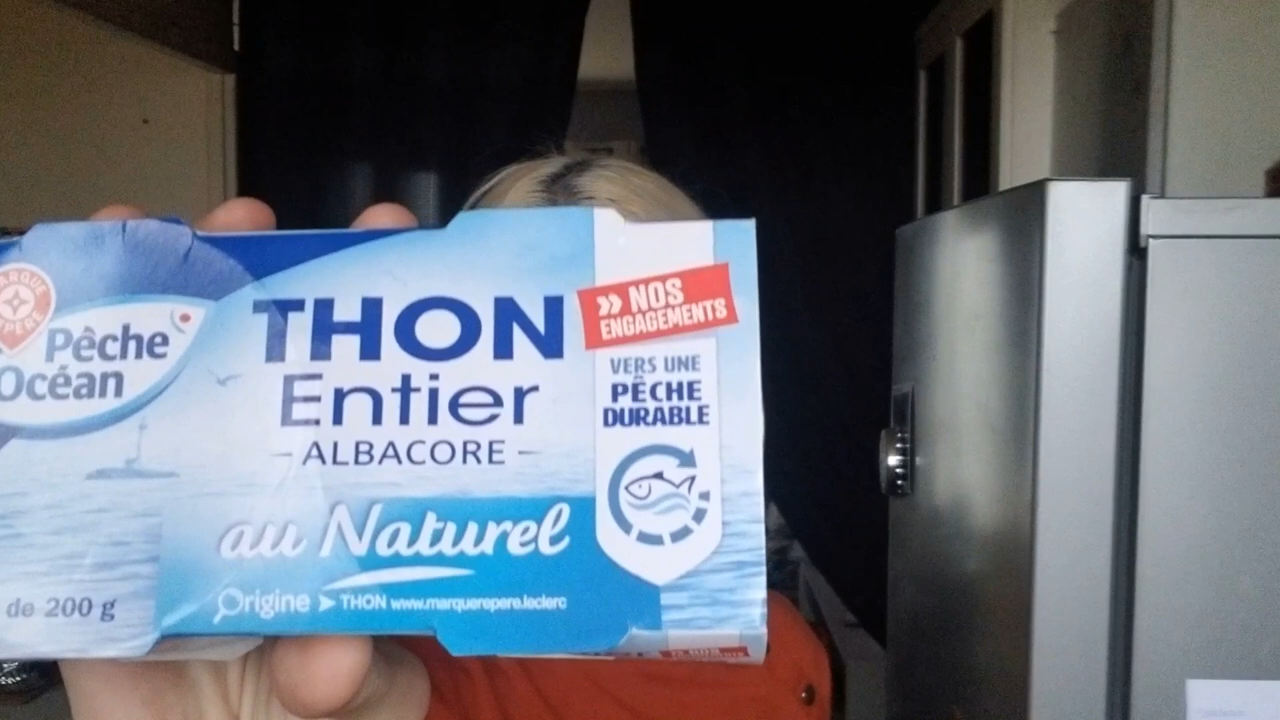 MARQUE
REPÈRE
Pêche
Océan
THON
Entier
ALBACORE
au Naturel
Origine
THON www.marquerepere.leclerc
de 200 g
» NOS
ENGAGEMENTS
VERS UNE
PÊCHE
DURABLE